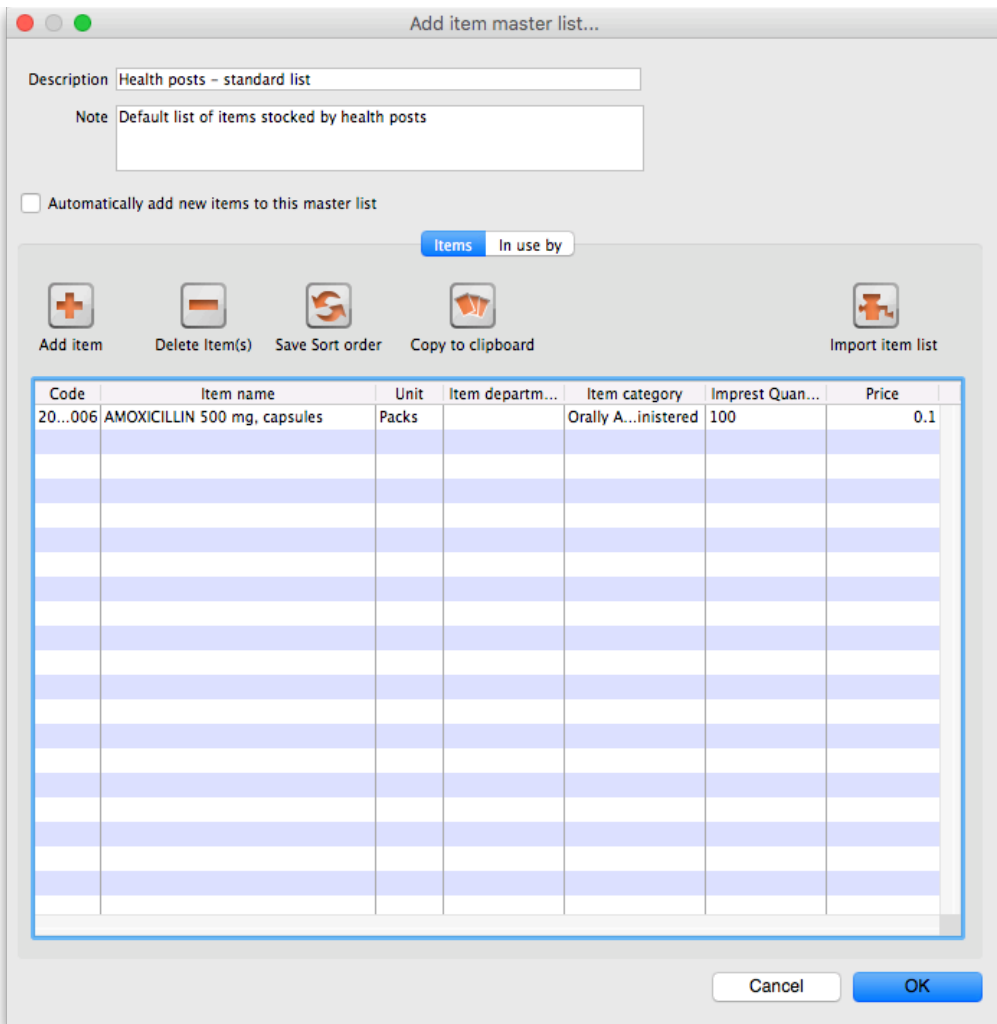 Add item master list...
Description Health posts – standard list
Note Default list of items stocked by health posts
Automatically add new items to this master list
Items In use by
Add item Delete Item(s) Save Sort order Copy to clipboard Import item list
Code Item name Unit Item departm... Item category Imprest Quan... Price
20...006 AMOXICILLIN 500 mg, capsules Packs Orally A...inistered 100 0.1
Cancel OK